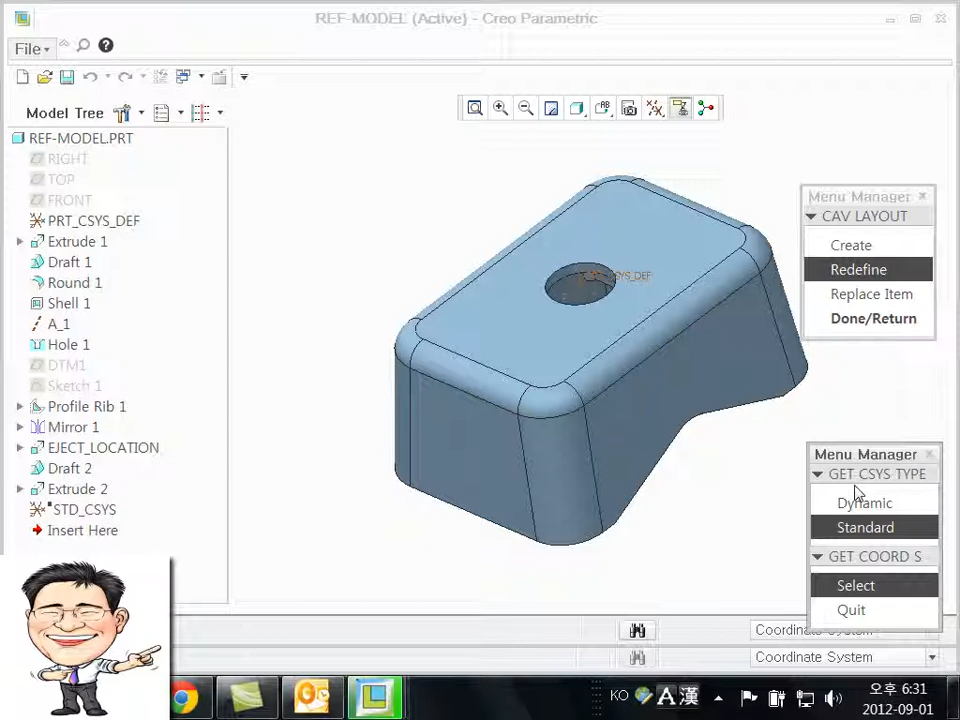 REF-MODEL (Active) - Creo Parametric
File
Model Tree
REF-MODEL.PRT
RIGHT
TOP
FRONT
PRT_CSYS_DEF
Extrude 1
Draft 1
Round 1
Shell 1
A_1
Hole 1
DTM1
Sketch 1
Profile Rib 1
Mirror 1
EJECT_LOCATION
Draft 2
Extrude 2
STD_CSYS
Insert Here
Menu Manager
CAV LAYOUT
Create
Redefine
Replace Item
Done/Return
Menu Manager
GET CSYS TYPE
Dynamic
Standard
GET COORD S
Select
Quit
Coordinate System
Coordinate System
KO
A 漢
오후 6:31
2012-09-01